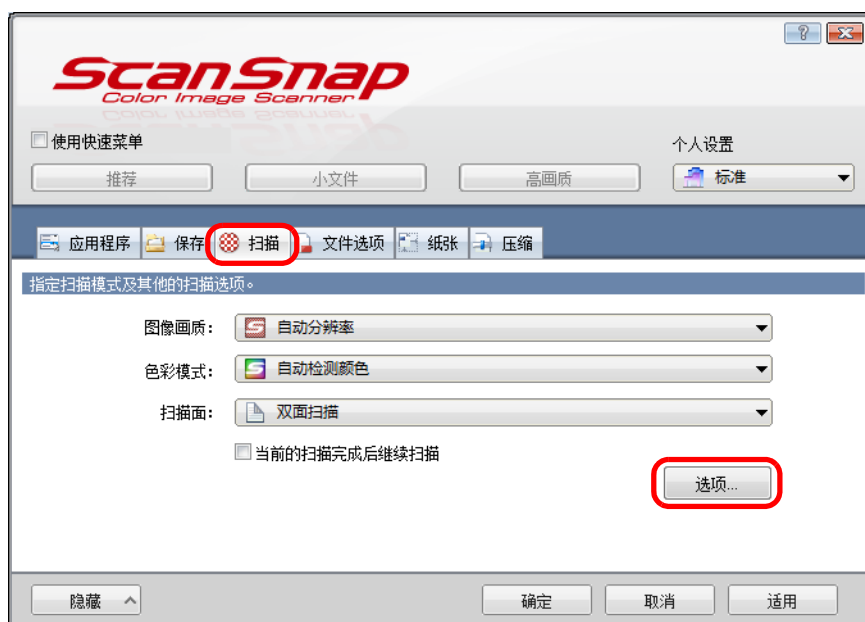 ScanSnap
Color Image Scanner
使用快速菜单
个人设置
推荐 小文件 高画质 标准
应用程序 保存 扫描 文件选项 纸张 压缩
指定扫描模式及其他的扫描选项。
图像画质： 自动分辨率
色彩模式： 自动检测颜色
扫描面： 双面扫描
当前的扫描完成后继续扫描
选项...
隐藏 确定 取消 适用